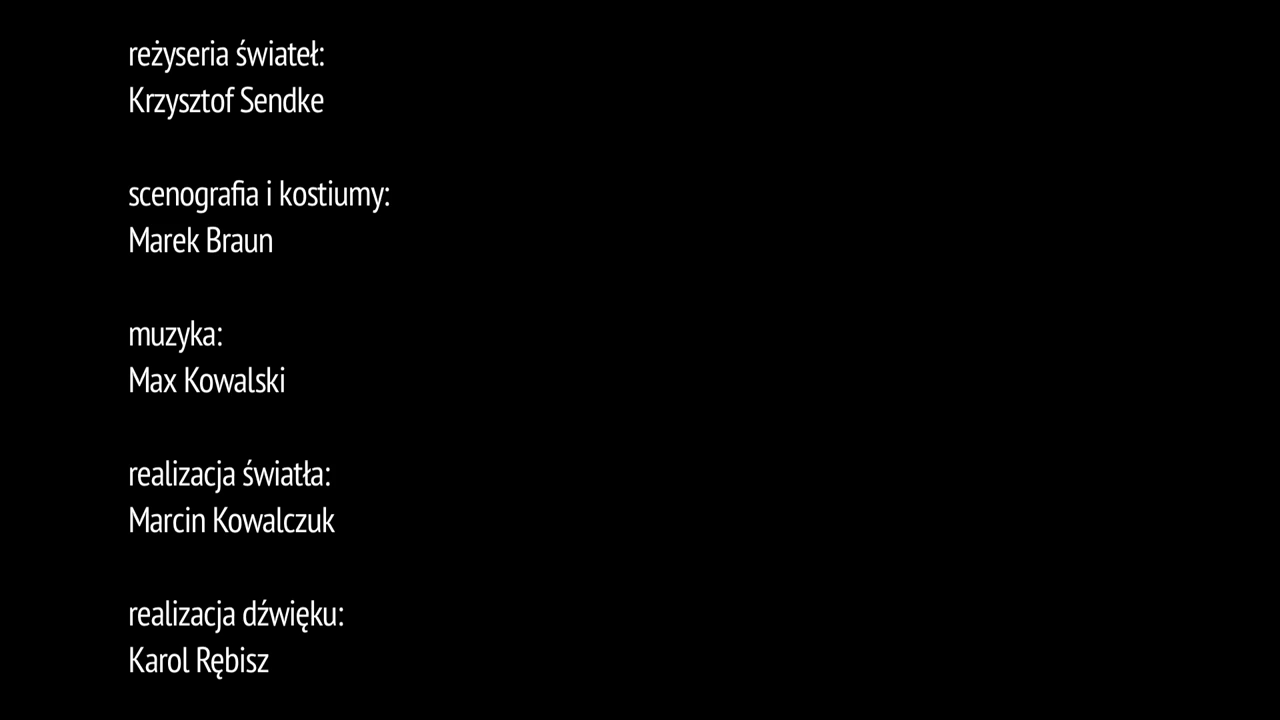 reżyseria świateł:
Krzysztof Sendke
scenografia i kostiumy:
Marek Braun
muzyka:
Max Kowalski
realizacja światła:
Marcin Kowalczuk
realizacja dźwięku:
Karol Rębisz